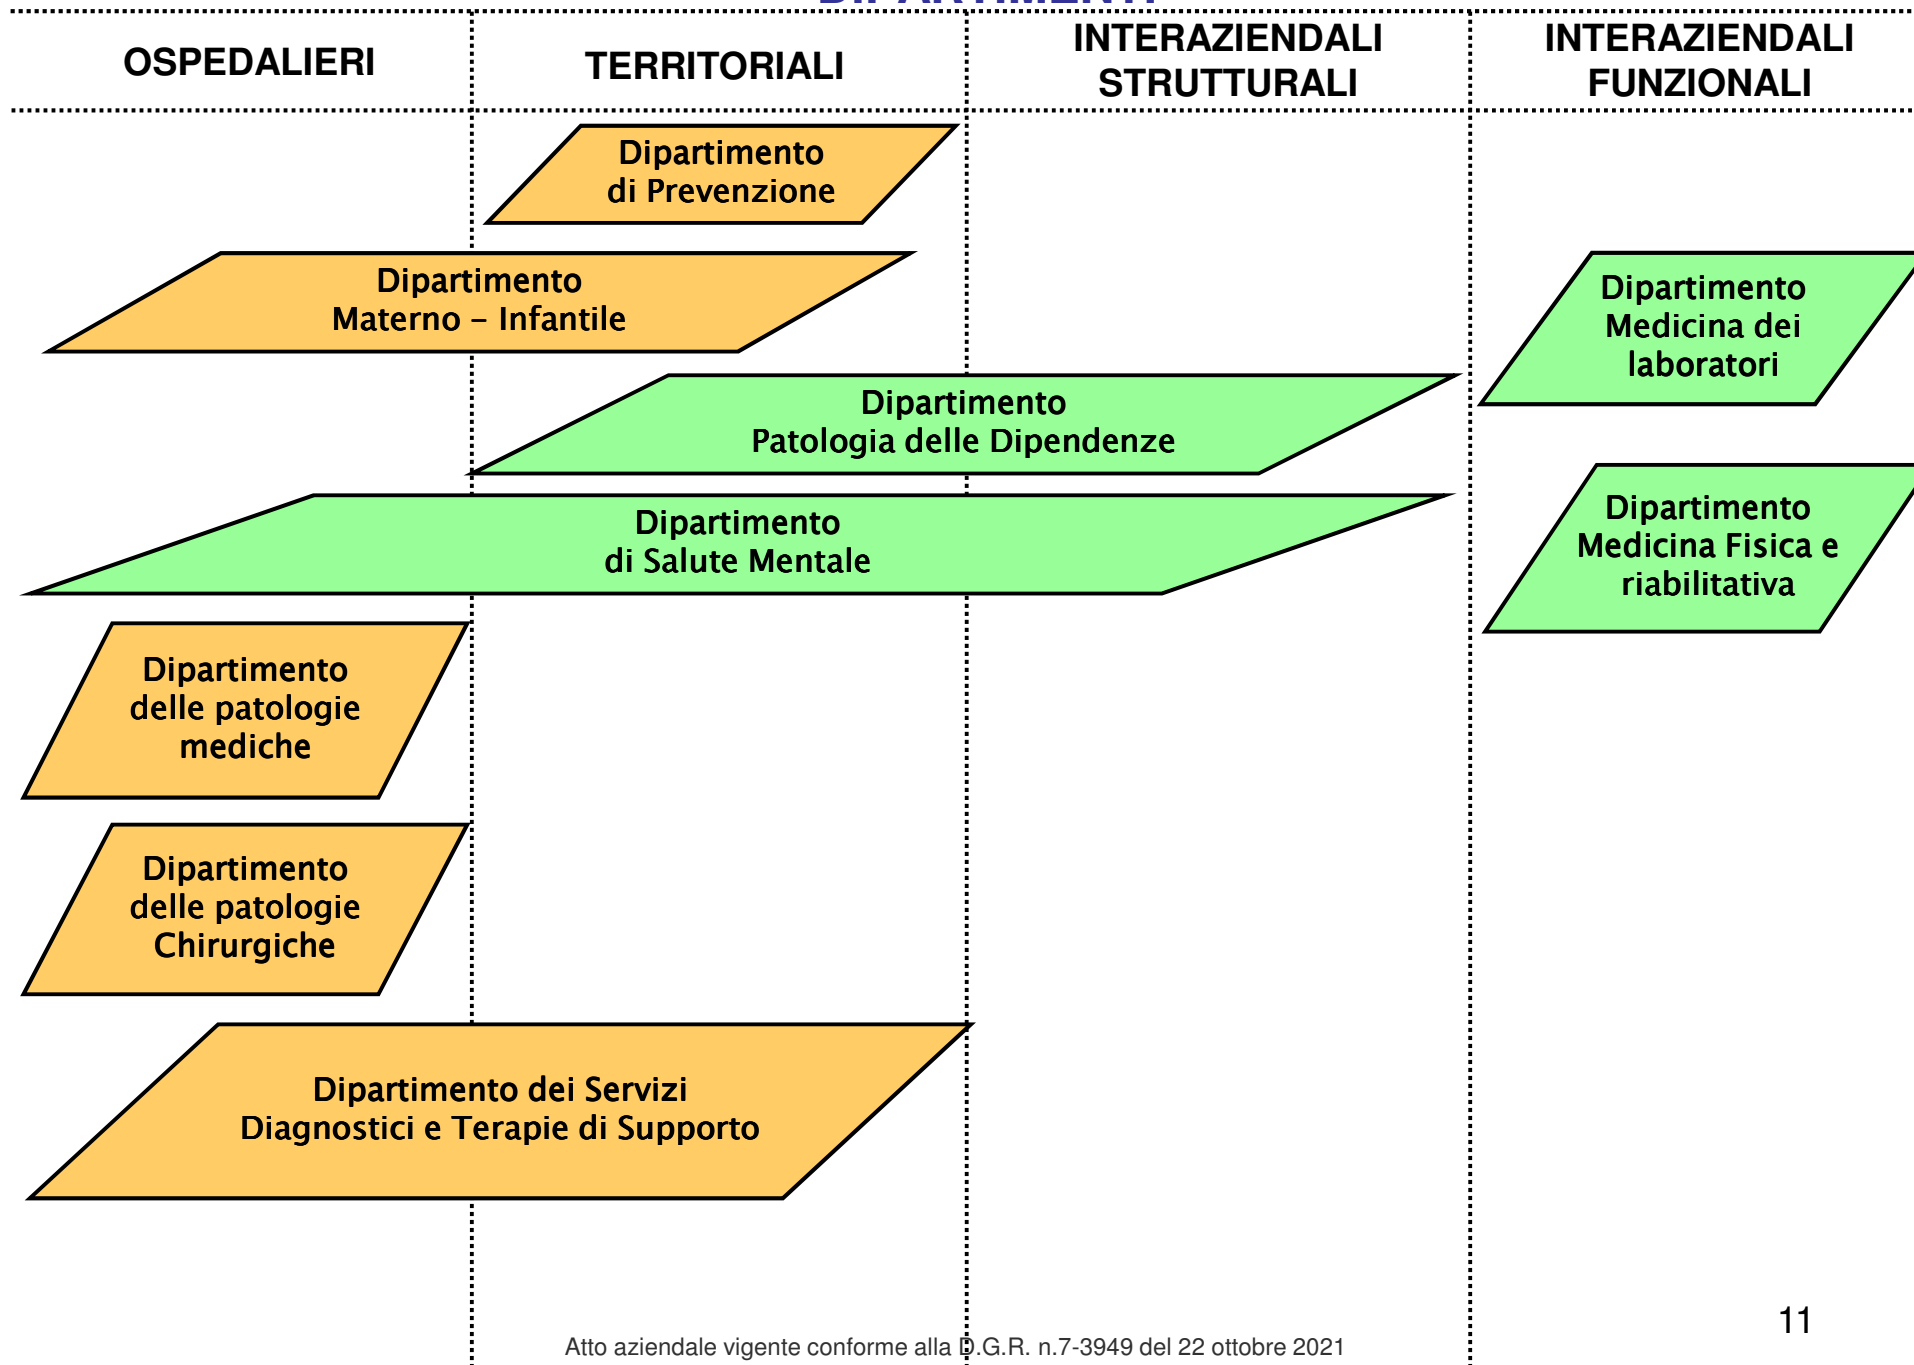 DIPARTIMENTI
OSPEDALIERI
TERRITORIALI
INTERAZIENDALI
STRUTTURALI
INTERAZIENDALI
FUNZIONALI
Dipartimento
di Prevenzione
Dipartimento
Materno – Infantile
Dipartimento
Medicina dei
laboratori
Dipartimento
Patologia delle Dipendenze
Dipartimento
di Salute Mentale
Dipartimento
Medicina Fisica e
riabilitativa
Dipartimento
delle patologie
mediche
Dipartimento
delle patologie
Chirurgiche
Dipartimento dei Servizi
Diagnostici e Terapie di Supporto
11
Atto aziendale vigente conforme alla D.G.R. n.7-3949 del 22 ottobre 2021